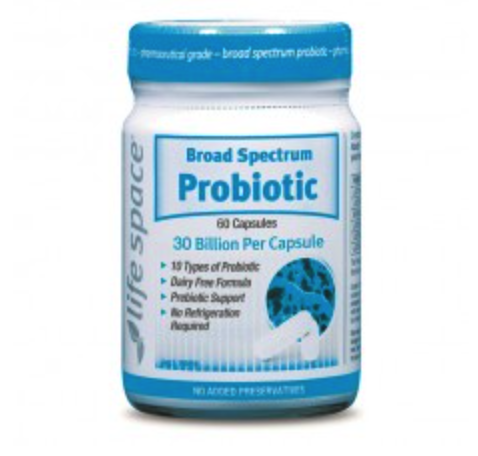 pharmaceutical grade – broad spectrum probiotic -
Broad Spectrum
Probiotic
60 Capsules
30 Billion Per Capsule
10 Types of Probiotic
Dairy Free Formula
Prebiotic Support
No Refrigeration
Required
life space
NO ADDED PRESERVATIVES